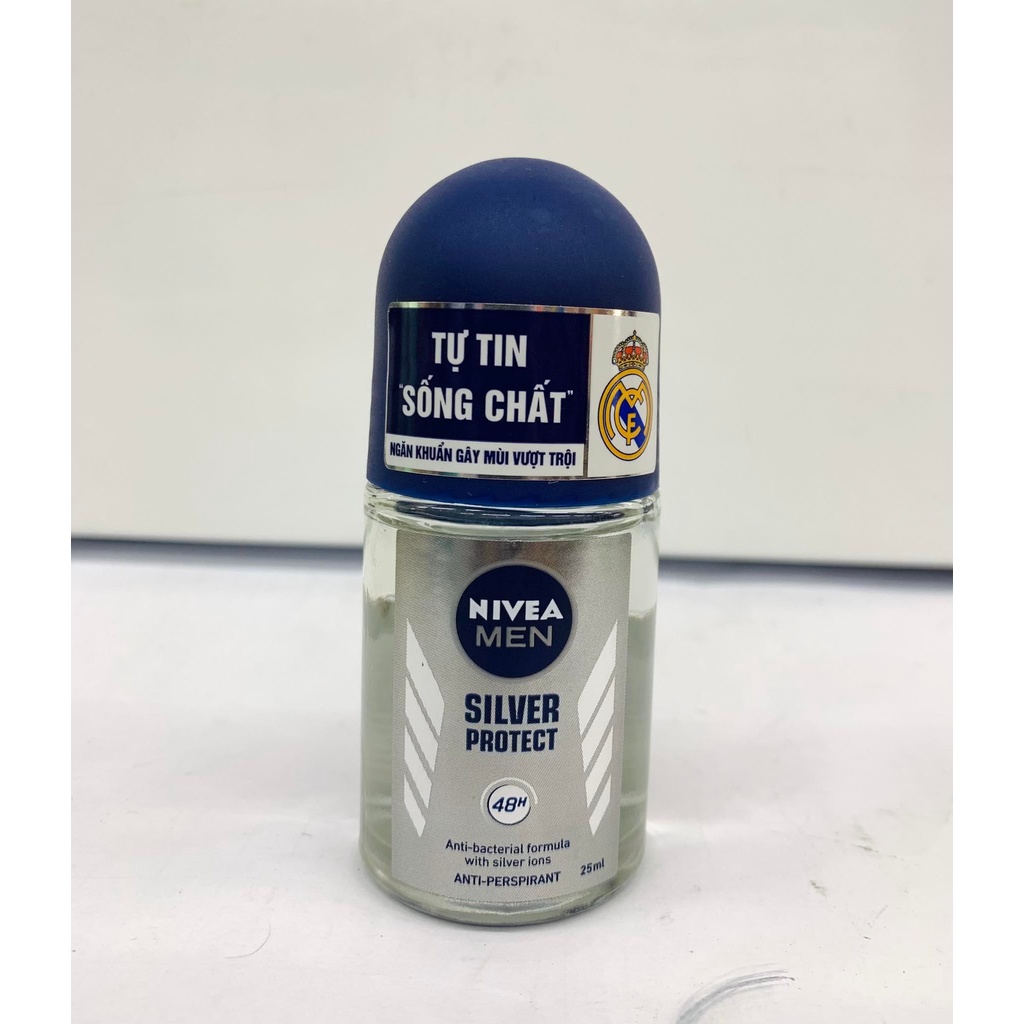 TỰ TIN
"SỐNG CHẤT"
NGĂN KHUẨN GÂY MÙI VƯỢT TRỘI
NIVEA
MEN
SILVER
PROTECT
48H
Anti-bacterial formula
with silver ions
ANTI-PERSPIRANT
25ml